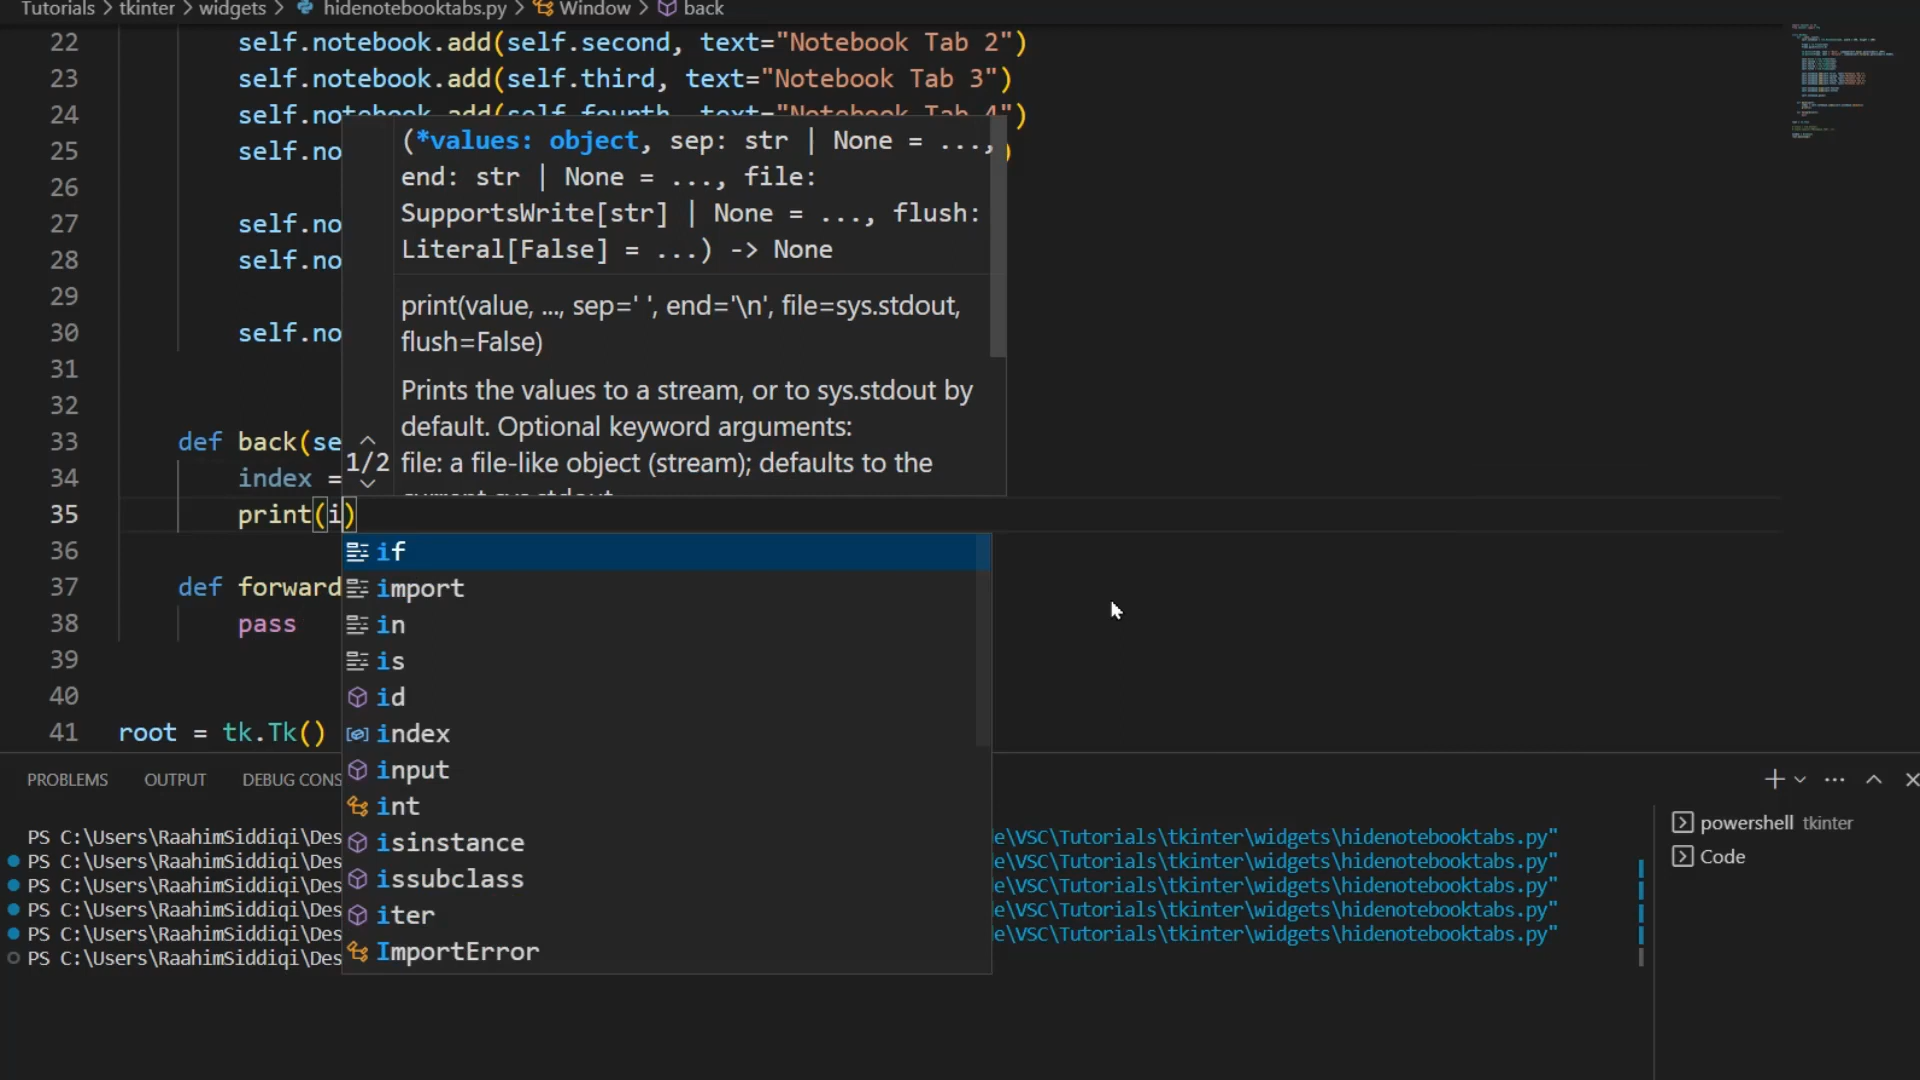 Tutorials > tkinter > widgets > hidenotebooktabs.py > Window > back
22 self.notebook.add(self.second, text="Notebook Tab 2")
23 self.notebook.add(self.third, text="Notebook Tab 3")
24 self.notebook.add(self.fourth, text="Notebook Tab 4")
25 self.no )
26
27 self.no
28 self.no
29
30 self.no
31
32
33 def back(se
34 index =
35 print(i)
36
37 def forward
38 pass
39
40
41 root = tk.Tk()
(*values: object, sep: str | None = ...,
end: str | None = ..., file:
SupportsWrite[str] | None = ..., flush:
Literal[False] = ...) -> None
print(value, ..., sep=' ', end='\n', file=sys.stdout,
flush=False)
Prints the values to a stream, or to sys.stdout by
default. Optional keyword arguments:
1/2
file: a file-like object (stream); defaults to the
if
import
in
is
id
index
input
int
isinstance
issubclass
iter
ImportError
PROBLEMS OUTPUT DEBUG CONS
PS C:\Users\RaahimSiddiqi\Des e\VSC\Tutorials\tkinter\widgets\hidenotebooktabs.py"
PS C:\Users\RaahimSiddiqi\Des e\VSC\Tutorials\tkinter\widgets\hidenotebooktabs.py"
PS C:\Users\RaahimSiddiqi\Des e\VSC\Tutorials\tkinter\widgets\hidenotebooktabs.py"
PS C:\Users\RaahimSiddiqi\Des e\VSC\Tutorials\tkinter\widgets\hidenotebooktabs.py"
PS C:\Users\RaahimSiddiqi\Des e\VSC\Tutorials\tkinter\widgets\hidenotebooktabs.py"
PS C:\Users\RaahimSiddiqi\Des
powershell tkinter
Code